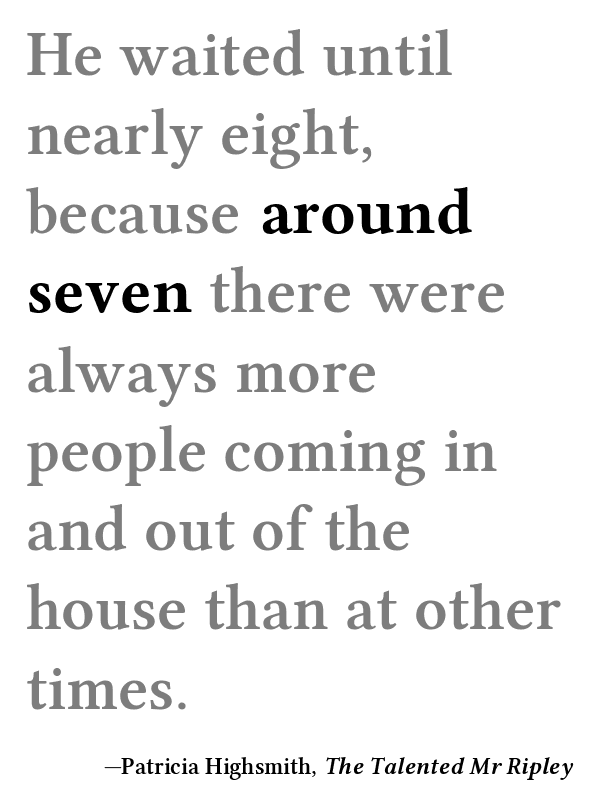 He waited until
nearly eight,
because around
seven there were
always more
people coming in
and out of the
house than at other
times.
—Patricia Highsmith, The Talented Mr Ripley